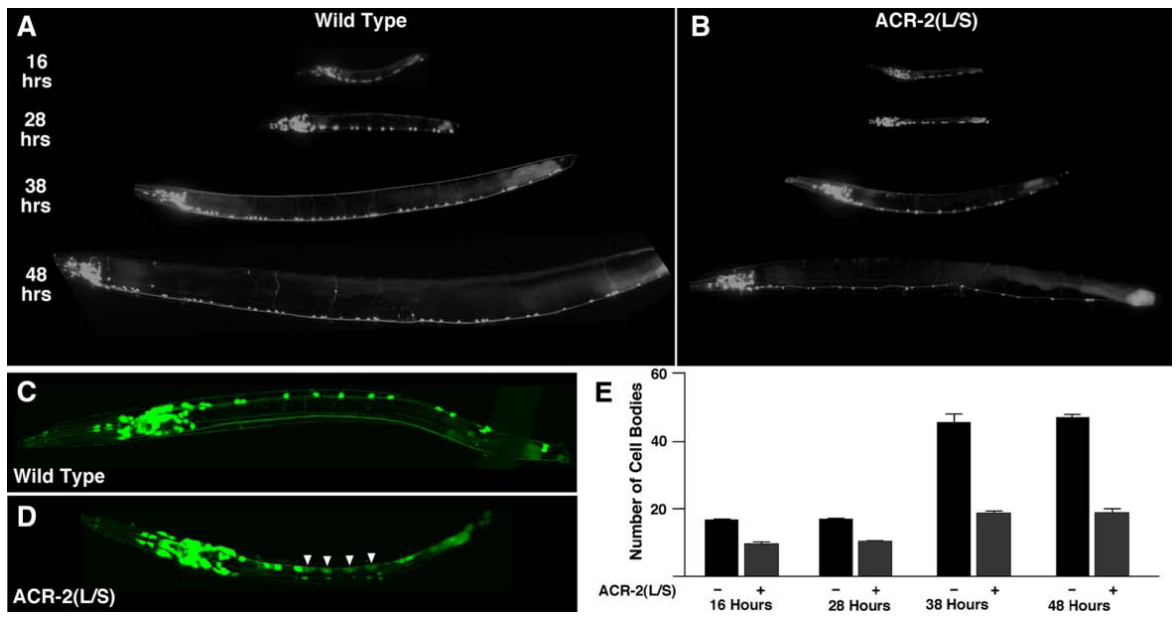 A
Wild Type
16
hrs
28
hrs
38
hrs
48
hrs
B
ACR-2(L/S)
C
Wild Type
D
ACR-2(L/S)
E
Number of Cell Bodies
60
40
20
ACR-2(L/S)
– + – + – + – +
16 Hours 28 Hours 38 Hours 48 Hours